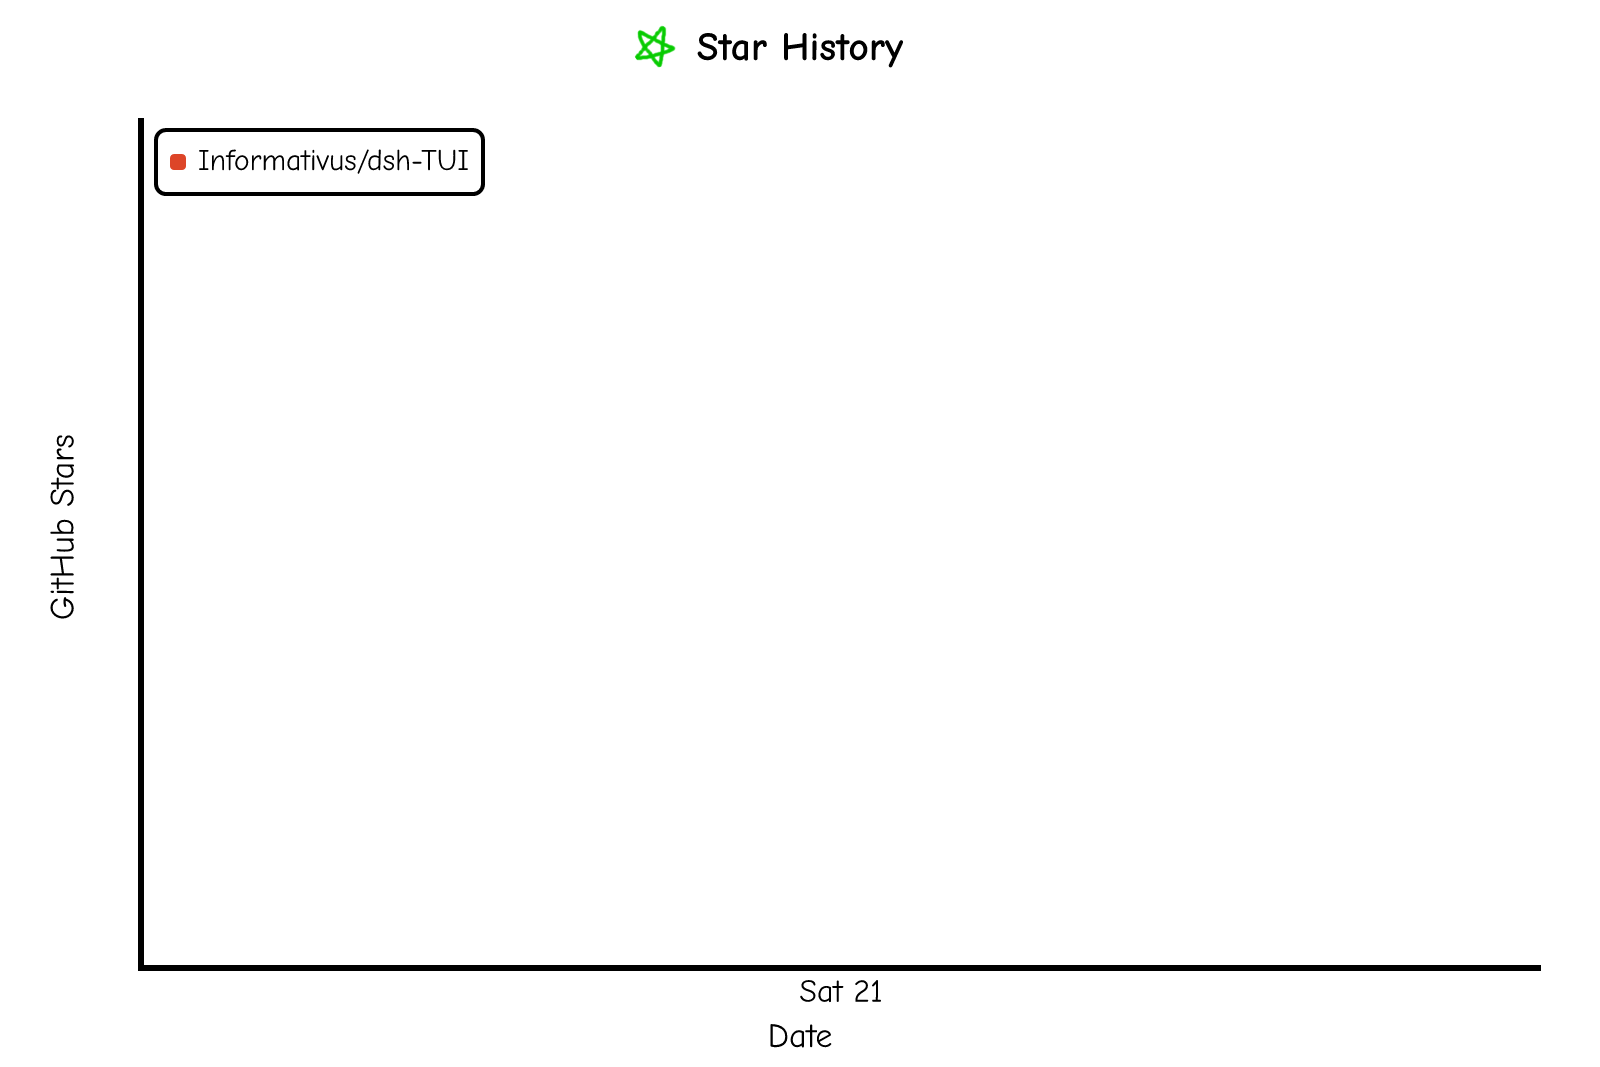 Star History
Informativus/dsh-TUI
GitHub Stars
Sat 21
Date